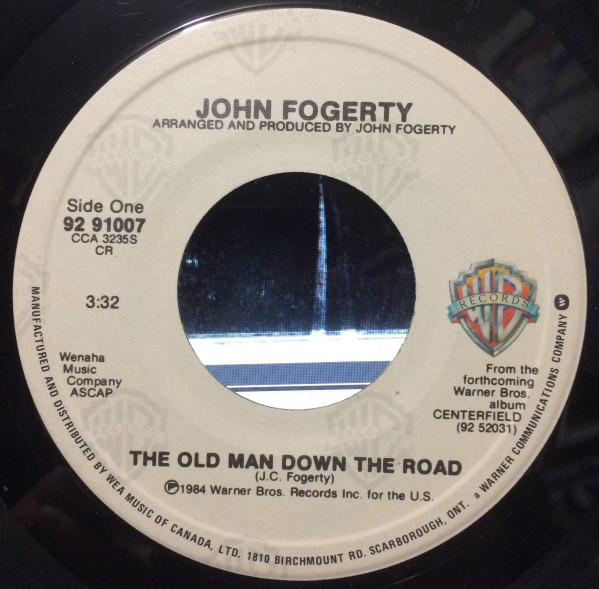 JOHN FOGERTY
ARRANGED AND PRODUCED BY JOHN FOGERTY
Side One
92 91007
CCA 3235S
CR
3:32
Wenaha
Music
Company
ASCAP
WB
RECORDS
From the
forthcoming
Warner Bros.
album
CENTERFIELD
(92 52031)
THE OLD MAN DOWN THE ROAD
(J.C. Fogerty)
℗1984 Warner Bros. Records Inc. for the U.S.
MANUFACTURED AND DISTRIBUTED BY WEA MUSIC OF CANADA, LTD. 1810 BIRCHMOUNT RD. SCARBOROUGH, ONT. a WARNER COMMUNICATIONS COMPANY